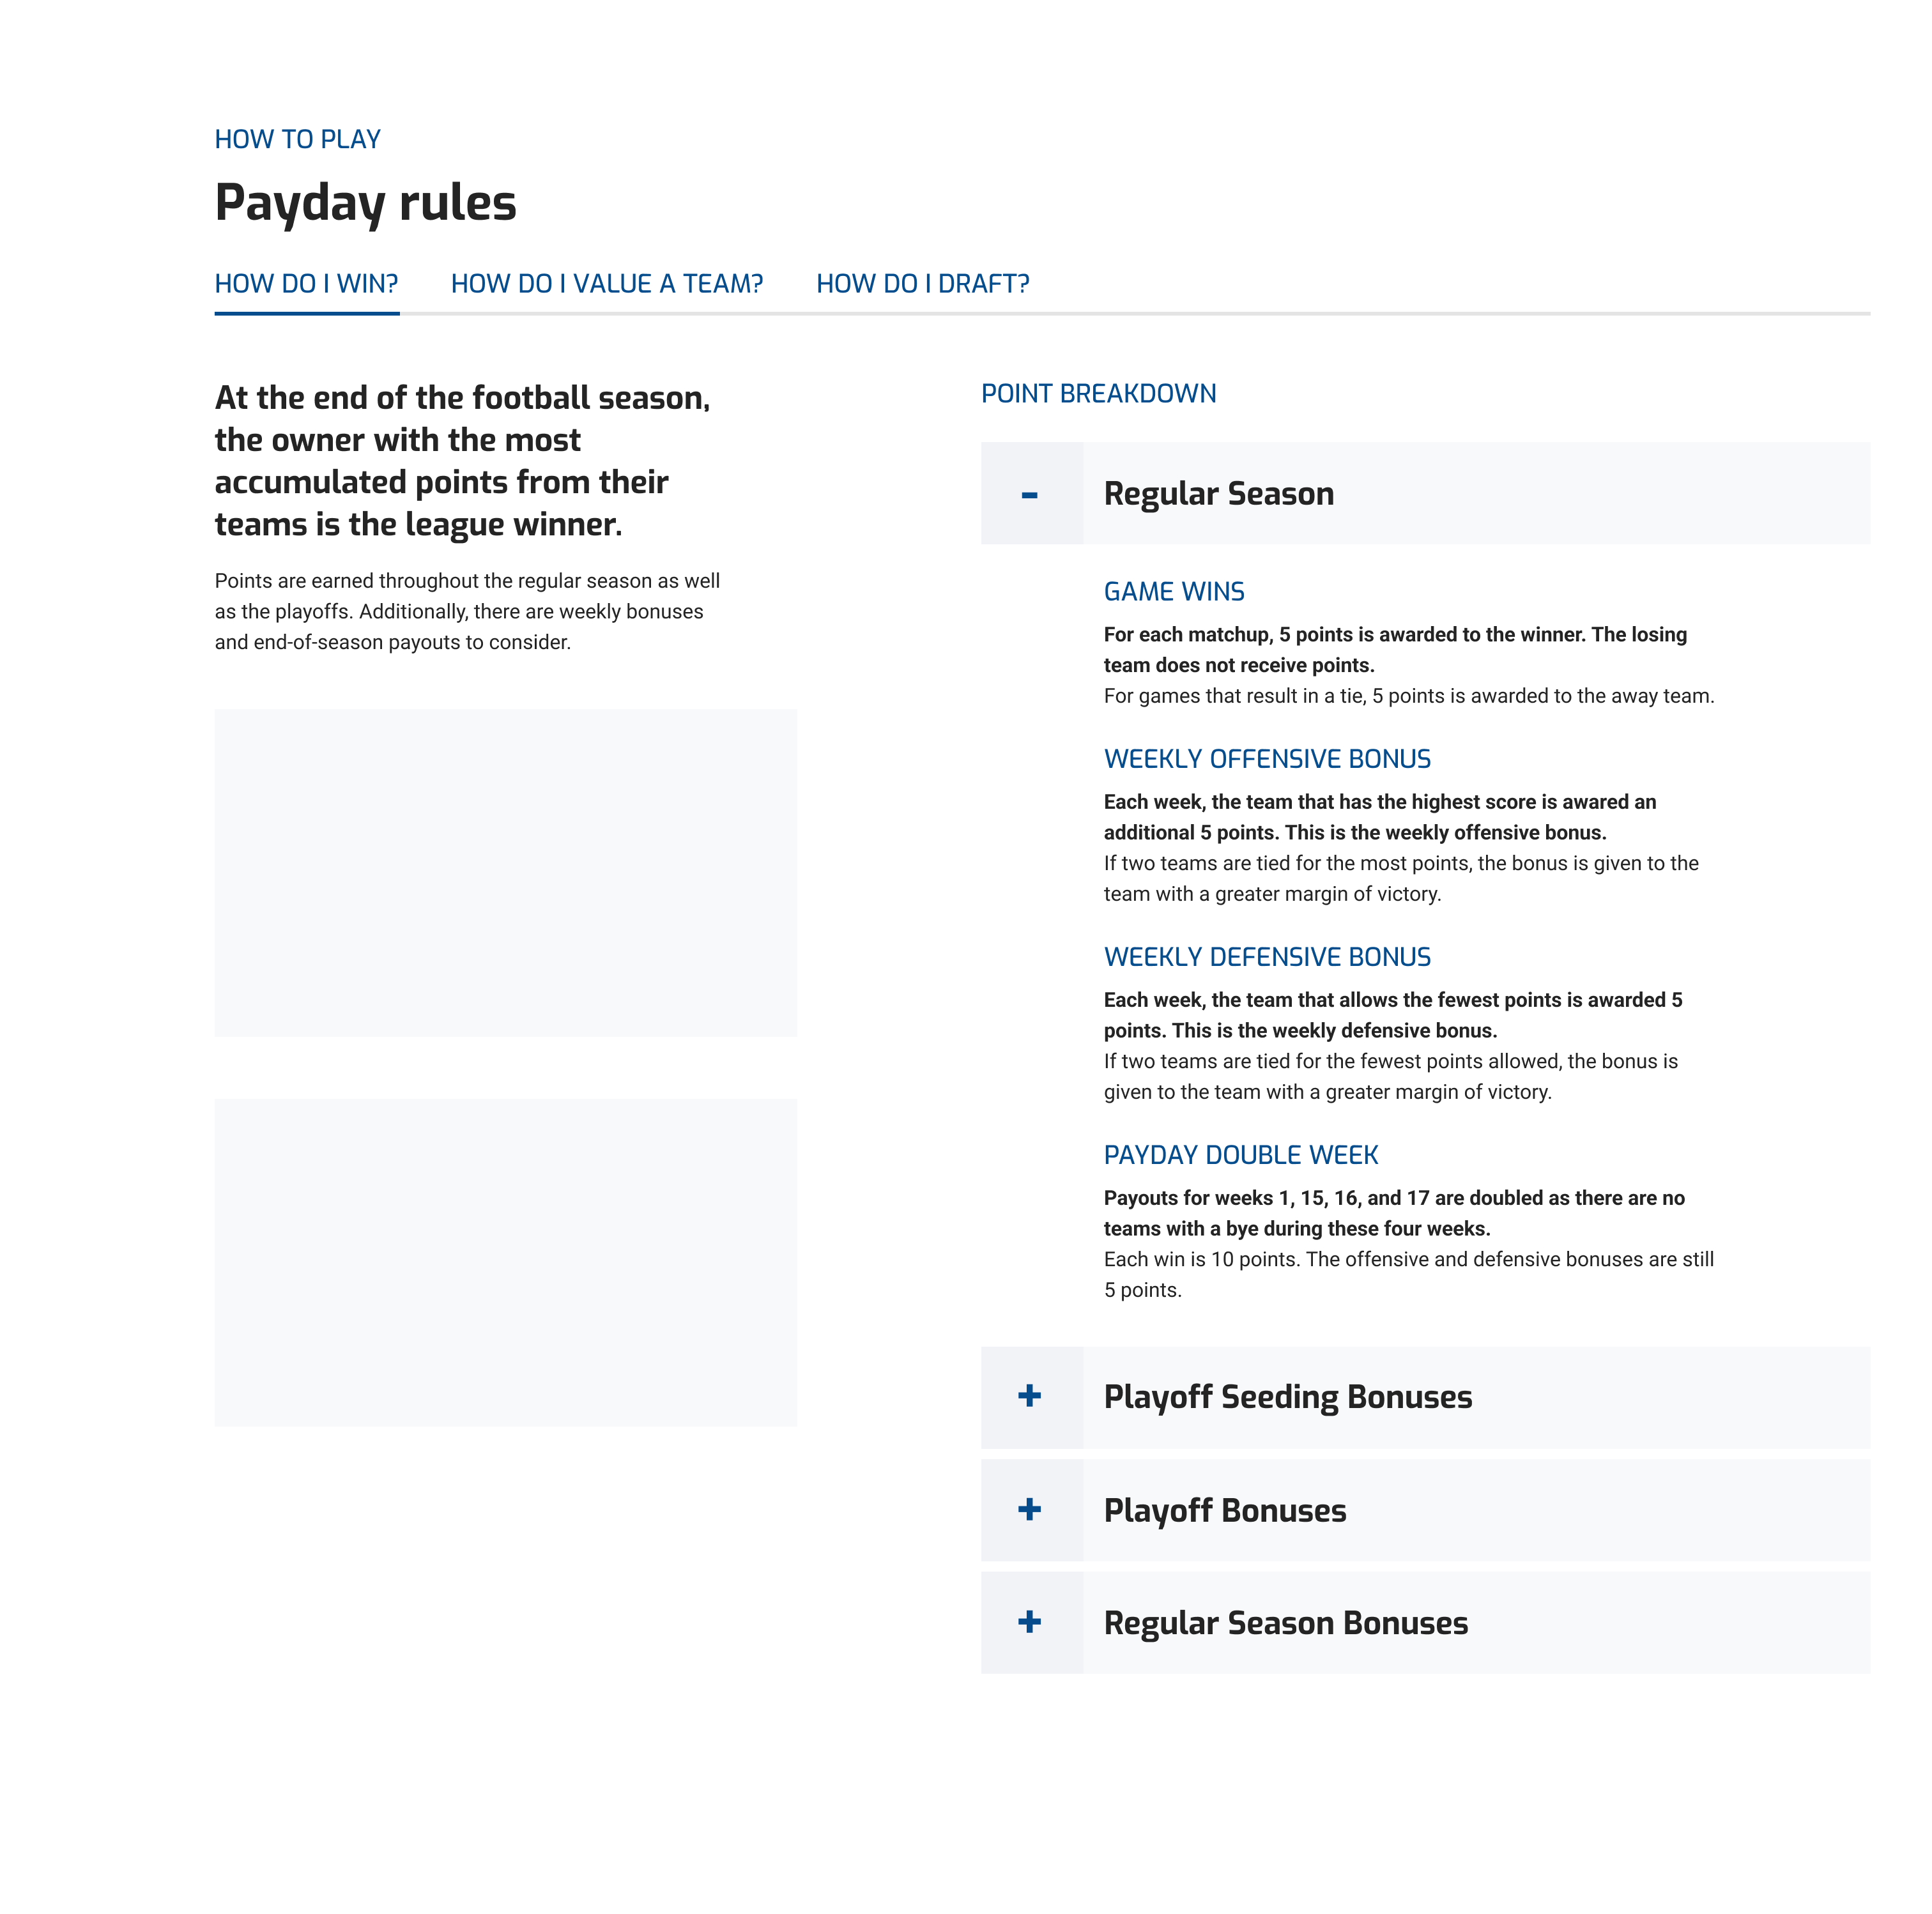 HOW TO PLAY
Payday rules
HOW DO I WIN? HOW DO I VALUE A TEAM? HOW DO I DRAFT?
At the end of the football season,
the owner with the most
accumulated points from their
teams is the league winner.
Points are earned throughout the regular season as well
as the playoffs. Additionally, there are weekly bonuses
and end-of-season payouts to consider.
POINT BREAKDOWN
- Regular Season
GAME WINS
For each matchup, 5 points is awarded to the winner. The losing
team does not receive points.
For games that result in a tie, 5 points is awarded to the away team.
WEEKLY OFFENSIVE BONUS
Each week, the team that has the highest score is awared an
additional 5 points. This is the weekly offensive bonus.
If two teams are tied for the most points, the bonus is given to the
team with a greater margin of victory.
WEEKLY DEFENSIVE BONUS
Each week, the team that allows the fewest points is awarded 5
points. This is the weekly defensive bonus.
If two teams are tied for the fewest points allowed, the bonus is
given to the team with a greater margin of victory.
PAYDAY DOUBLE WEEK
Payouts for weeks 1, 15, 16, and 17 are doubled as there are no
teams with a bye during these four weeks.
Each win is 10 points. The offensive and defensive bonuses are still
5 points.
+ Playoff Seeding Bonuses
+ Playoff Bonuses
+ Regular Season Bonuses